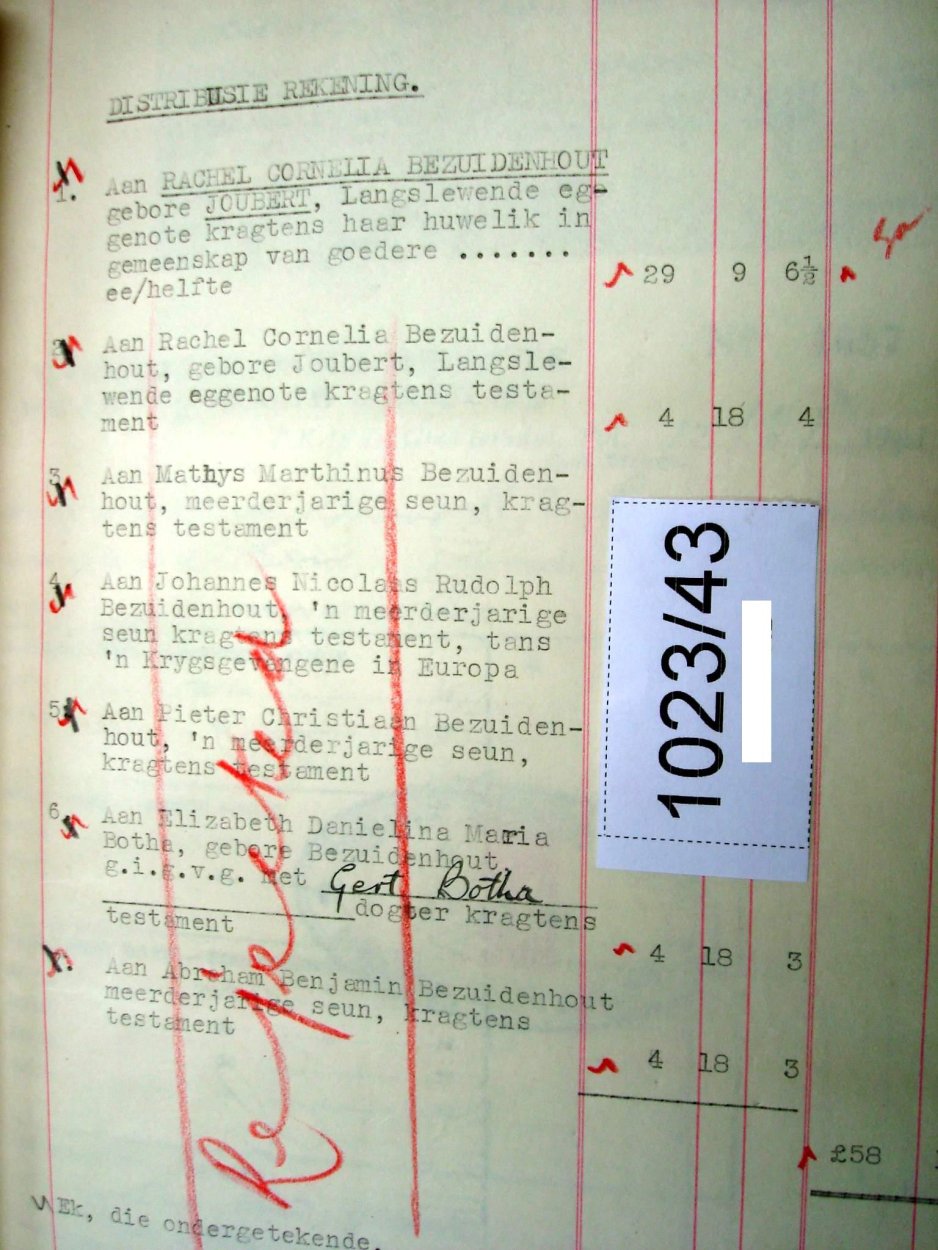 DISTRIBUSIE REKENING.
1. Aan RACHEL CORNELIA BEZUIDENHOUT
gebore JOUBERT, Langslewende eg-
genote kragtens haar huwelik in
gemeenskap van goedere .......
ee/helfte 29 9 6½
Aan Rachel Cornelia Bezuiden-
hout, gebore Joubert, Langsle-
wende eggenote kragtens testa-
ment 4 18 4
3. Aan Mathys Marthinus Bezuiden-
hout, meerderjarige seun, krag-
tens testament
4. Aan Johannes Nicolaas Rudolph
Bezuidenhout, 'n meerderjarige
seun kragtens testament, tans
'n Krygsgevangene in Europa
5. Aan Pieter Christiaan Bezuiden-
hout, 'n meerderjarige seun,
kragtens testament
6. Aan Elizabeth Danielina Maria
Botha, gebore Bezuidenhout
g.i.g.v.g. met Gert Botha
dogter kragtens
testament 4 18 3
Aan Abraham Benjamin Bezuidenhout
meerderjarige seun, kragtens
testament 4 18 3
£58
Ek, die ondergetekende,
1023/43